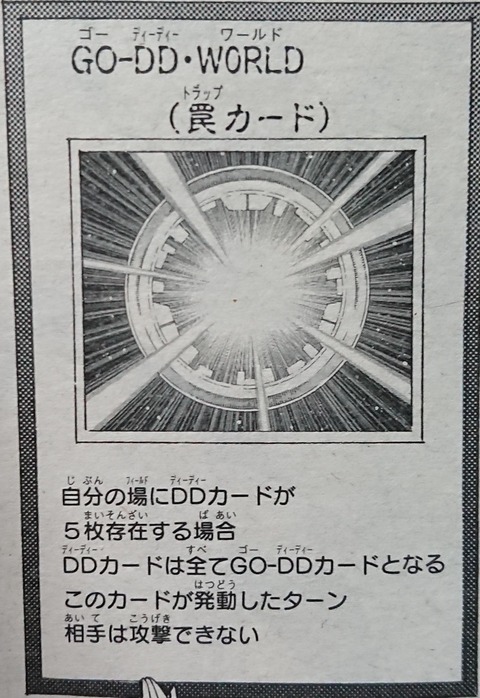 GO-DD・WORLD
(罠カード)
自分の場にDDカードが
5枚存在する場合
DDカードは全てGO-DDカードとなる
このカードが発動したターン
相手は攻撃できない